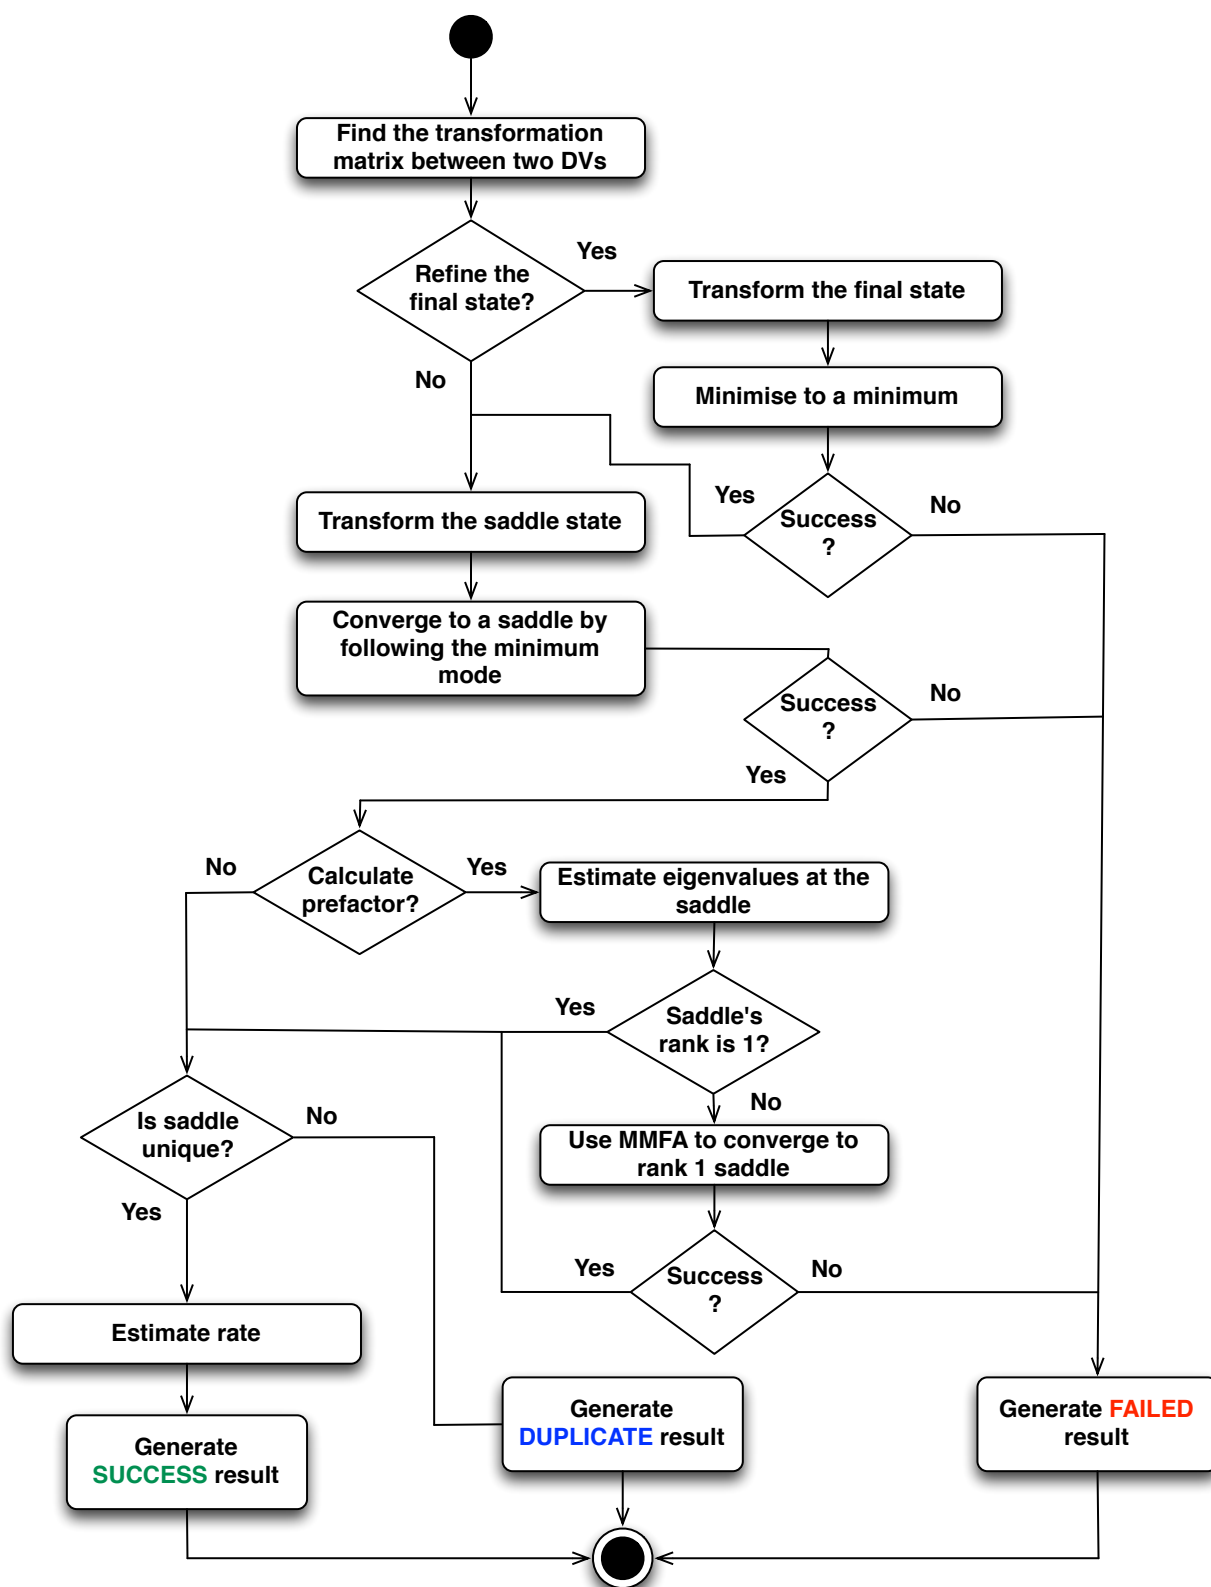 Find the transformation
matrix between two DVs
Yes
Refine the
final state?
Transform the final state
No
Minimise to a minimum
Yes
No
Success
?
Transform the saddle state
Converge to a saddle by
following the minimum
mode
No
Success
?
Yes
No
Yes
Calculate
prefactor?
Estimate eigenvalues at the
saddle
Yes
Saddle's
rank is 1?
No
No
Is saddle
unique?
Use MMFA to converge to
rank 1 saddle
Yes
Yes
No
Success
?
Estimate rate
Generate
DUPLICATE result
Generate FAILED
result
Generate
SUCCESS result